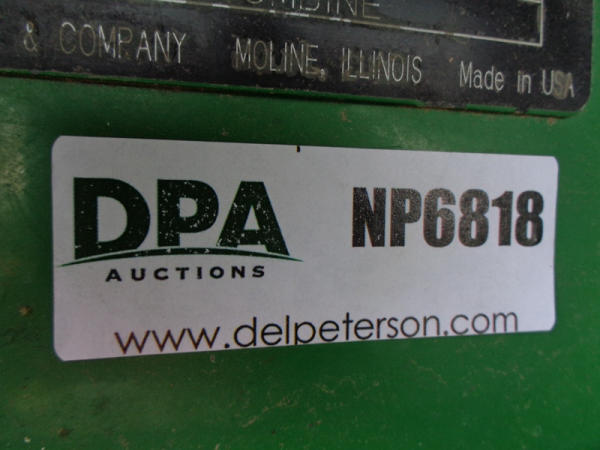 & COMPANY MOLINE, ILLINOIS Made in USA
DPA
AUCTIONS
NP6818
www.delpeterson.com